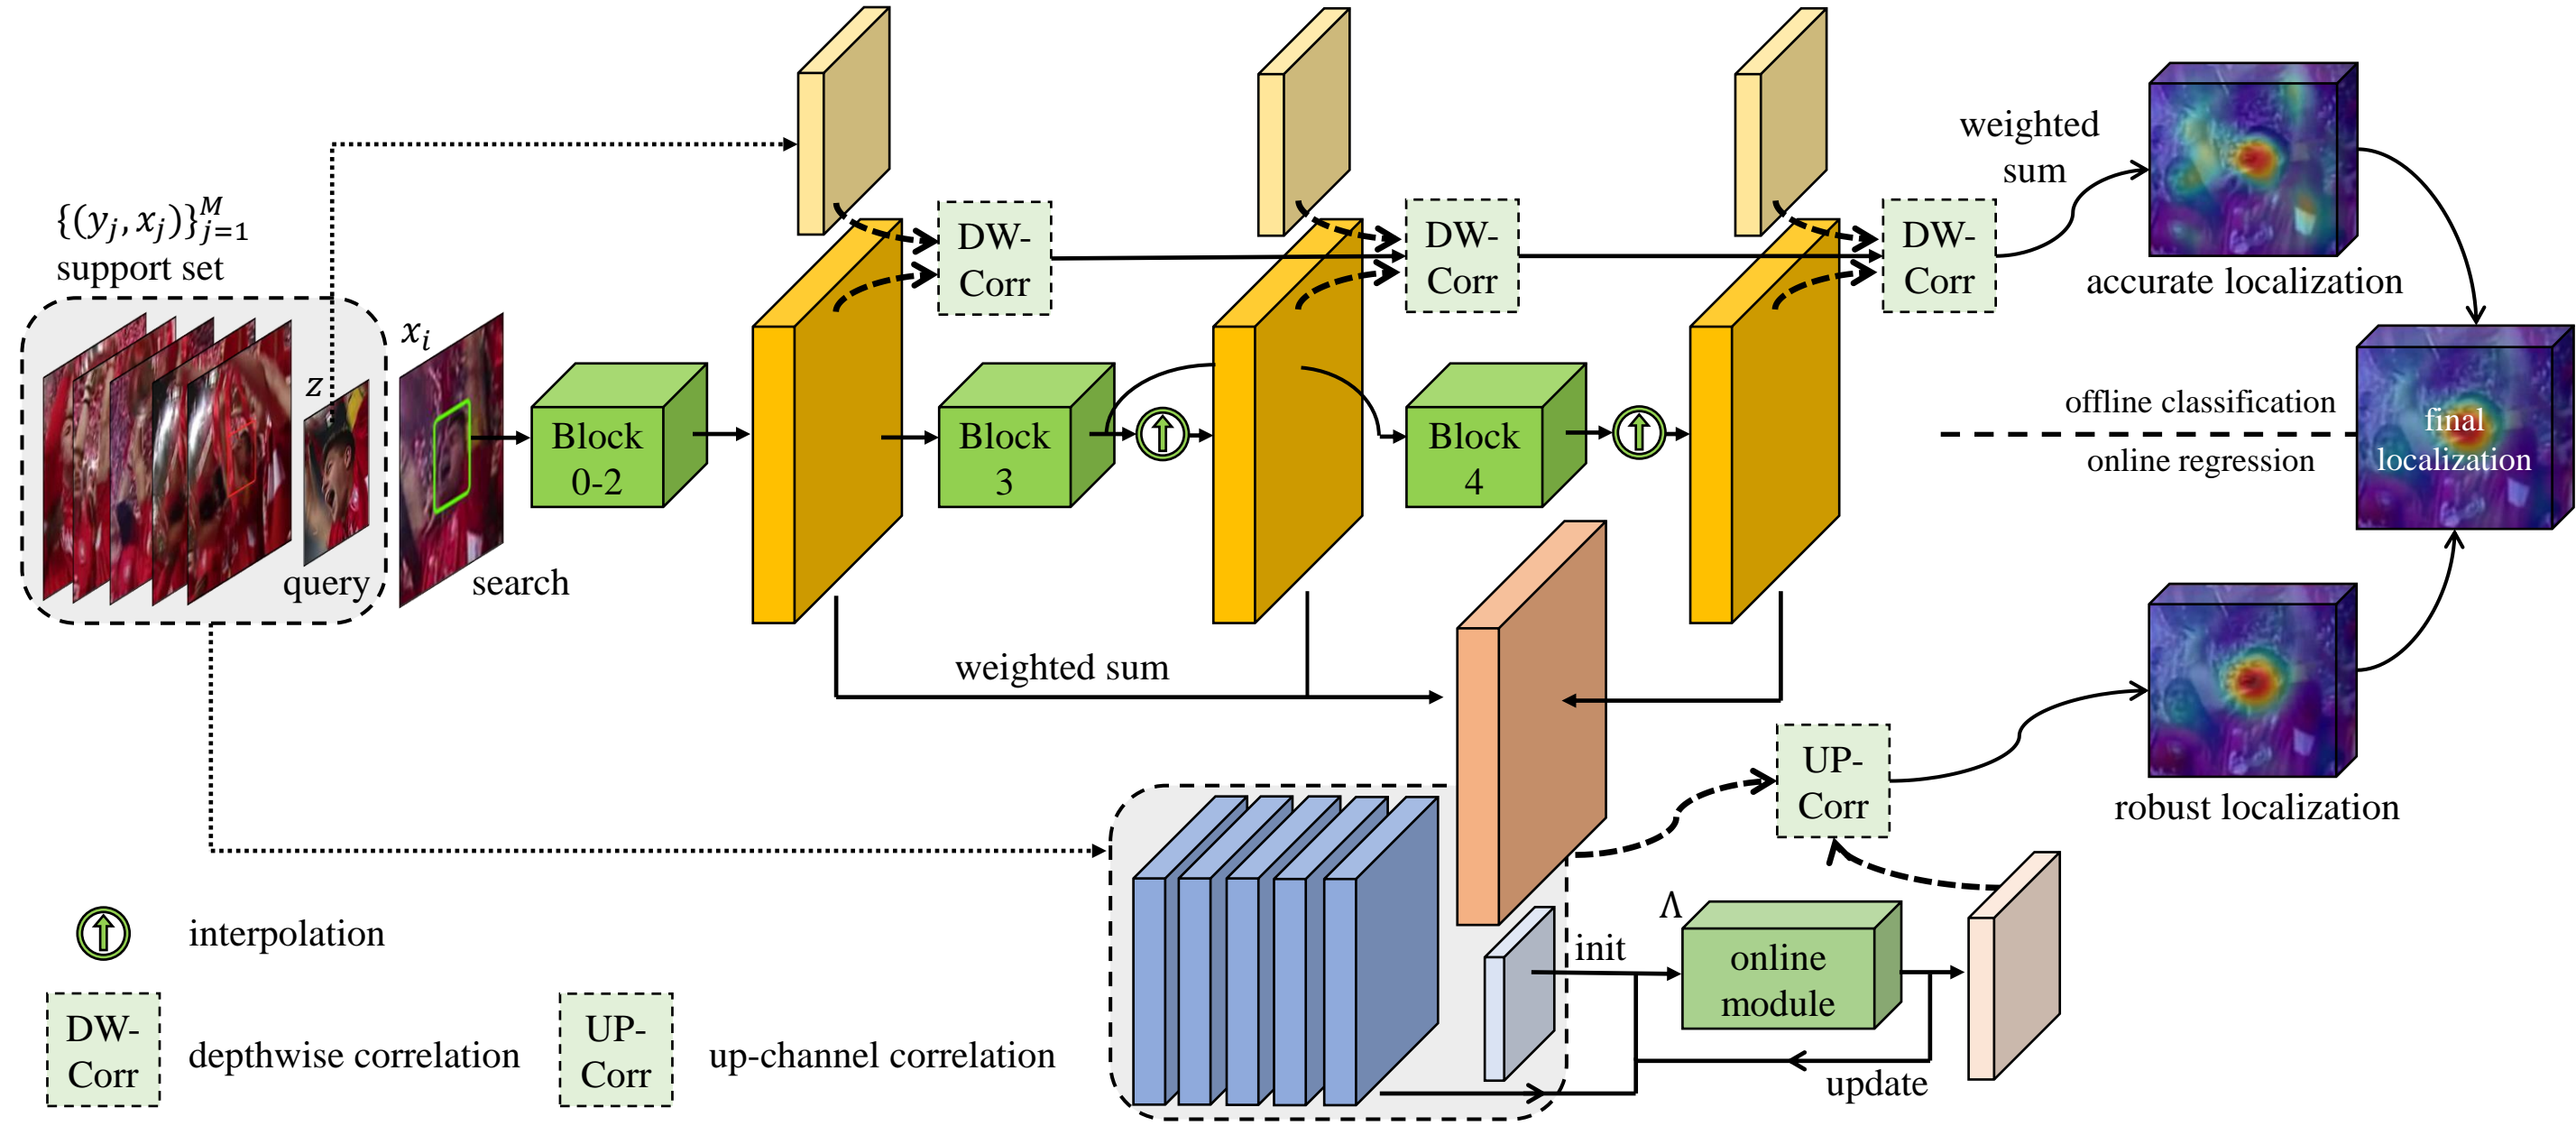 {(y_j, x_j)}_{j=1}^M
support set
z
query
x_i
search
Block
0-2
Block
3
Block
4
DW-
Corr
DW-
Corr
DW-
Corr
weighted
sum
accurate localization
offline classification
online regression
final
localization
weighted sum
UP-
Corr
robust localization
init
Λ
online
module
update
interpolation
DW-
Corr
depthwise correlation
UP-
Corr
up-channel correlation